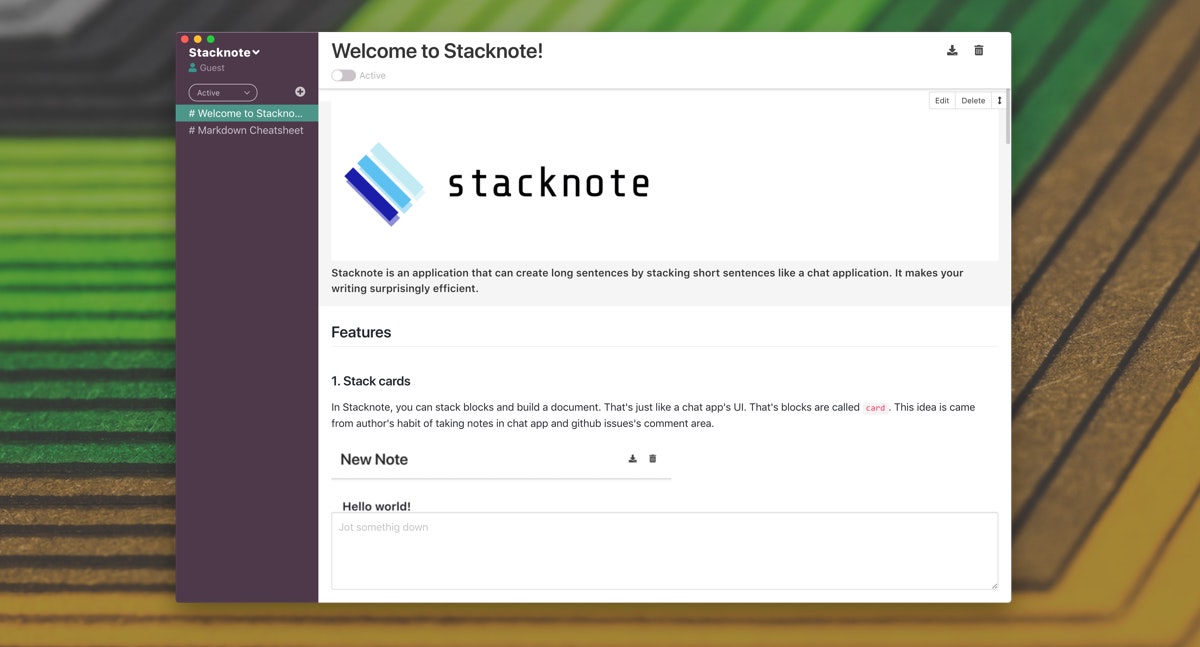 Stacknote
Guest
Active
# Welcome to Stackno...
# Markdown Cheatsheet
Welcome to Stacknote!
Active
Edit
Delete
stacknote
Stacknote is an application that can create long sentences by stacking short sentences like a chat application. It makes your
writing surprisingly efficient.
Features
1. Stack cards
In Stacknote, you can stack blocks and build a document. That's just like a chat app's UI. That's blocks are called card . This idea is came
from author's habit of taking notes in chat app and github issues's comment area.
New Note
Hello world!
Jot somethig down